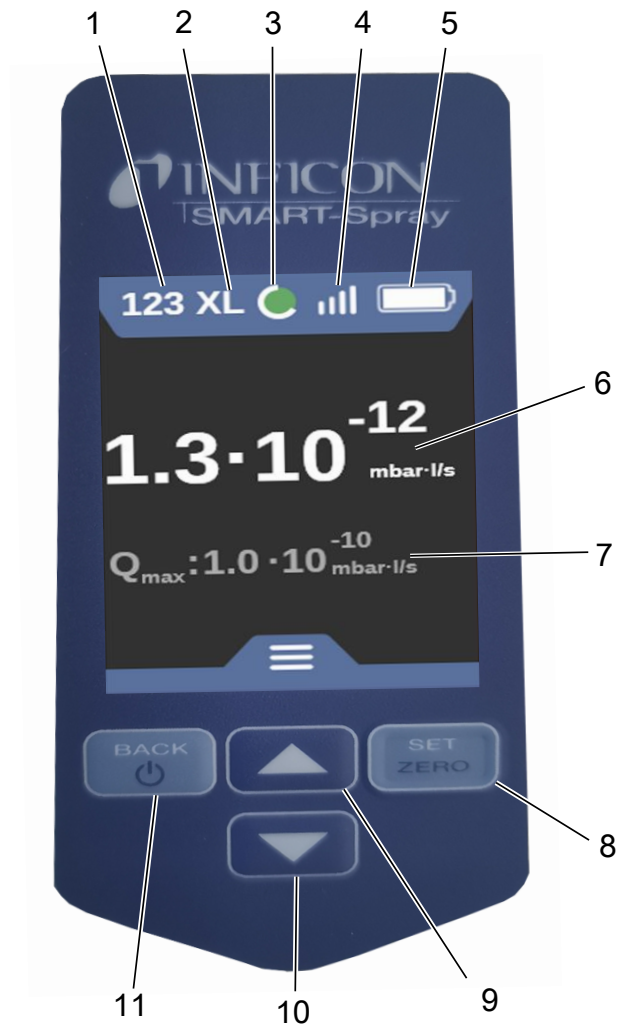 1 2 3 4 5
INFICON
SMART-Spray
123 XL
6
-12
1.3·10 mbar·l/s
7
-10
Qmax:1.0 ·10 mbar·l/s
BACK
SET
ZERO
8
11 10 9